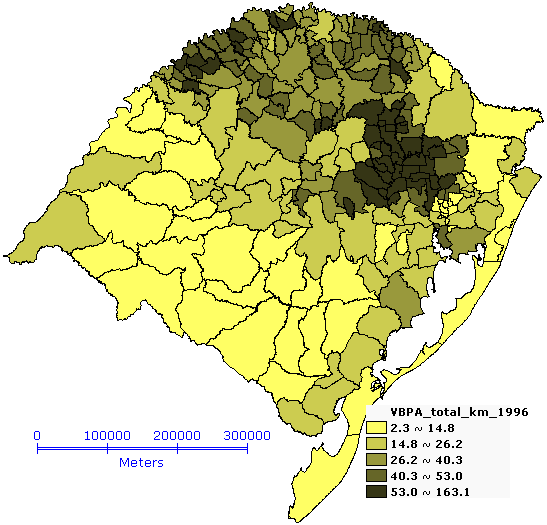 VBPA_total_km_1996
2.3 ~ 14.8
14.8 ~ 26.2
26.2 ~ 40.3
40.3 ~ 53.0
53.0 ~ 163.1
0 100000 200000 300000
Meters